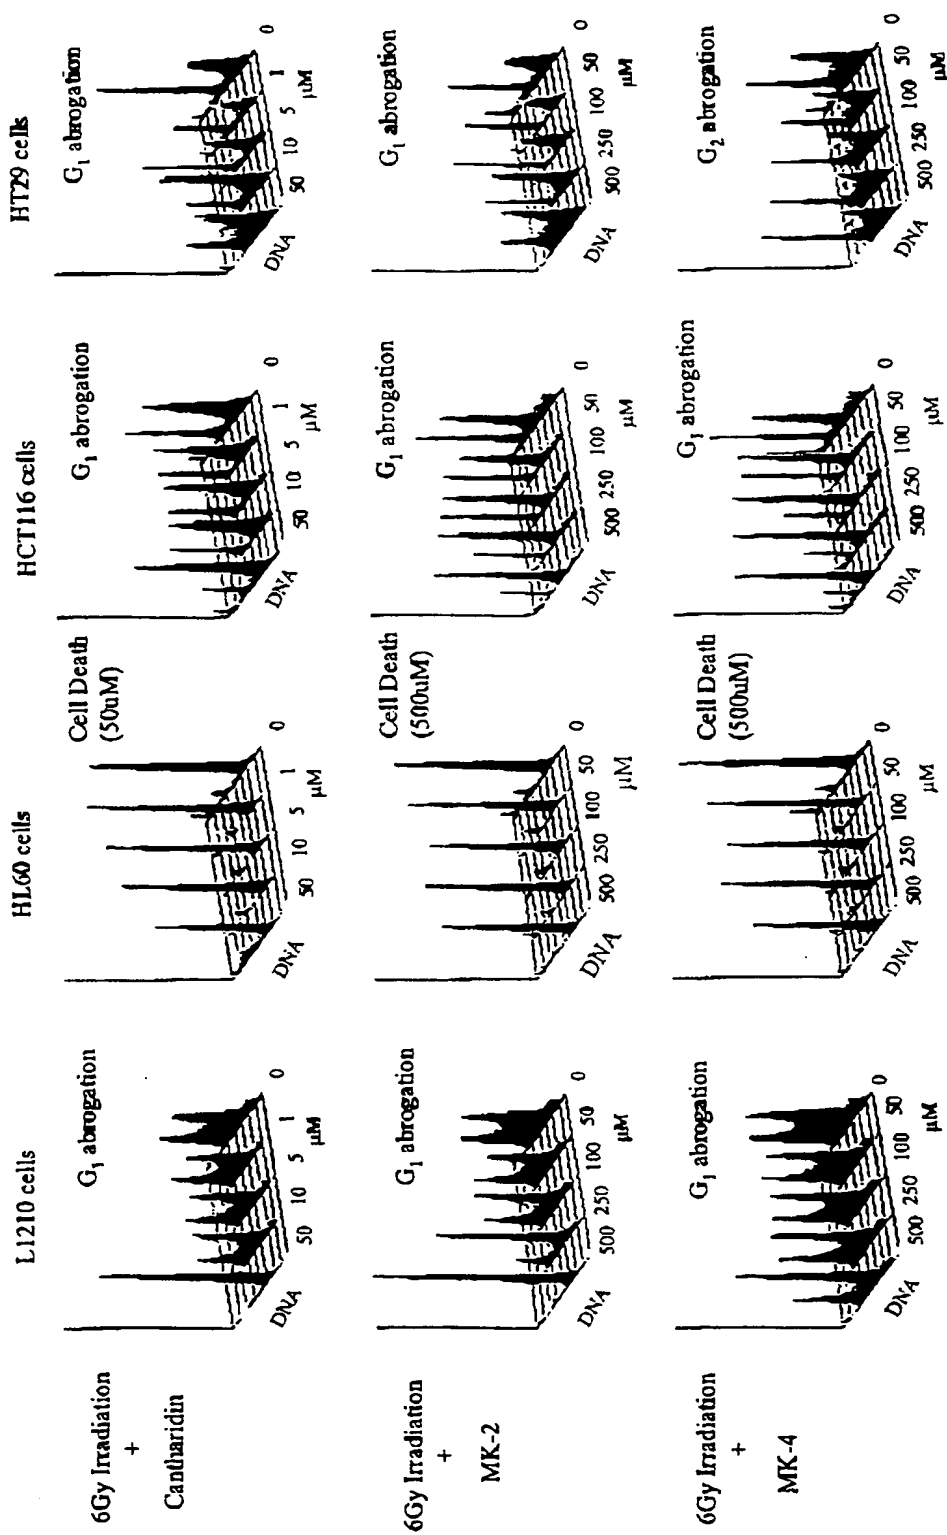 L1210 cells
HL60 cells
HCT116 cells
HT29 cells
6Gy Irradiation
+
Cantharidin
G₁ abrogation
DNA
50 10 5 1 0
µM
Cell Death
(50uM)
DNA
50 10 5 1 0
µM
G₁ abrogation
DNA
50 10 5 1 0
µM
G₁ abrogation
DNA
50 10 5 1 0
µM
6Gy Irradiation
+
MK-2
G₁ abrogation
DNA
500 250 100 50 0
µM
Cell Death
(500uM)
DNA
500 250 100 50 0
µM
G₁ abrogation
DNA
500 250 100 50 0
µM
G₁ abrogation
DNA
500 250 100 50 0
µM
6Gy Irradiation
+
MK-4
G₁ abrogation
DNA
500 250 100 50 0
µM
Cell Death
(500uM)
DNA
500 250 100 50 0
µM
G₁ abrogation
DNA
500 250 100 50 0
µM
G₂ abrogation
DNA
500 250 100 50 0
µM